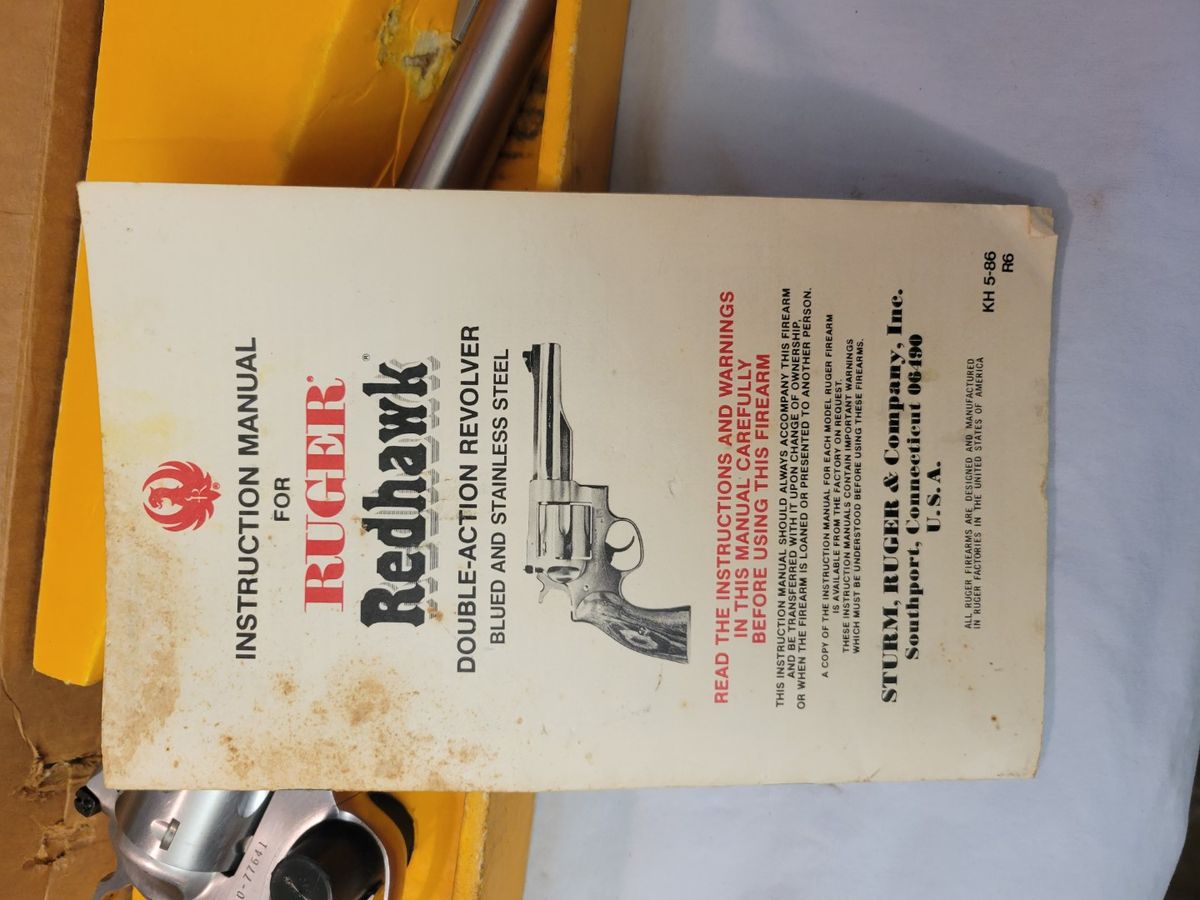 INSTRUCTION MANUAL
FOR
RUGER®
Redhawk®
DOUBLE-ACTION REVOLVER
BLUED AND STAINLESS STEEL
READ THE INSTRUCTIONS AND WARNINGS
IN THIS MANUAL CAREFULLY
BEFORE USING THIS FIREARM
THIS INSTRUCTION MANUAL SHOULD ALWAYS ACCOMPANY THIS FIREARM
AND BE TRANSFERRED WITH IT UPON CHANGE OF OWNERSHIP,
OR WHEN THE FIREARM IS LOANED OR PRESENTED TO ANOTHER PERSON.
A COPY OF THE INSTRUCTION MANUAL FOR EACH MODEL RUGER FIREARM
IS AVAILABLE FROM THE FACTORY ON REQUEST.
THESE INSTRUCTION MANUALS CONTAIN IMPORTANT WARNINGS
WHICH MUST BE UNDERSTOOD BEFORE USING THESE FIREARMS.
STURM, RUGER & Company, Inc.
Southport, Connecticut 06490
U.S.A.
ALL RUGER FIREARMS ARE DESIGNED AND MANUFACTURED
IN RUGER FACTORIES IN THE UNITED STATES OF AMERICA
KH 5-86
R6
0-77641